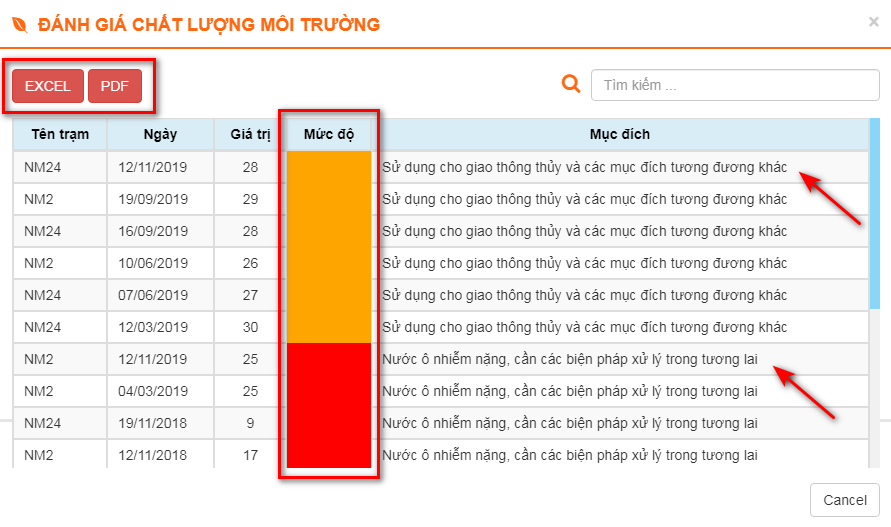 ĐÁNH GIÁ CHẤT LƯỢNG MÔI TRƯỜNG ×
EXCEL PDF Tìm kiếm ...
Tên trạm Ngày Giá trị Mức độ Mục đích
NM24 12/11/2019 28 Sử dụng cho giao thông thủy và các mục đích tương đương khác
NM2 19/09/2019 29 Sử dụng cho giao thông thủy và các mục đích tương đương khác
NM24 16/09/2019 28 Sử dụng cho giao thông thủy và các mục đích tương đương khác
NM2 10/06/2019 26 Sử dụng cho giao thông thủy và các mục đích tương đương khác
NM24 07/06/2019 27 Sử dụng cho giao thông thủy và các mục đích tương đương khác
NM24 12/03/2019 30 Sử dụng cho giao thông thủy và các mục đích tương đương khác
NM2 12/11/2019 25 Nước ô nhiễm nặng, cần các biện pháp xử lý trong tương lai
NM2 04/03/2019 25 Nước ô nhiễm nặng, cần các biện pháp xử lý trong tương lai
NM24 19/11/2018 9 Nước ô nhiễm nặng, cần các biện pháp xử lý trong tương lai
NM2 12/11/2018 17 Nước ô nhiễm nặng, cần các biện pháp xử lý trong tương lai
Cancel